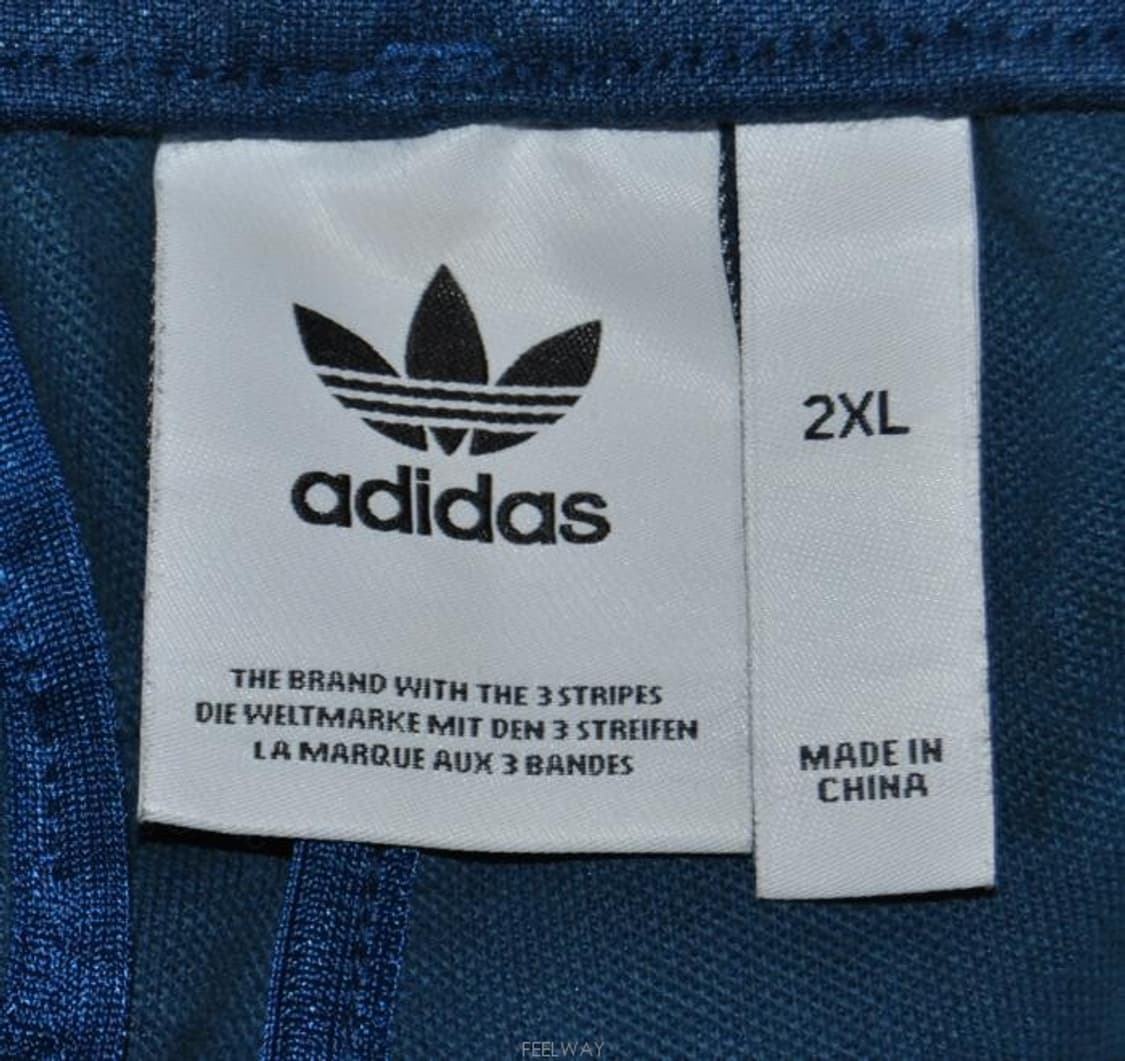 adidas
THE BRAND WITH THE 3 STRIPES
DIE WELTMARKE MIT DEN 3 STREIFEN
LA MARQUE AUX 3 BANDES
2XL
MADE IN
CHINA
FEELWAY